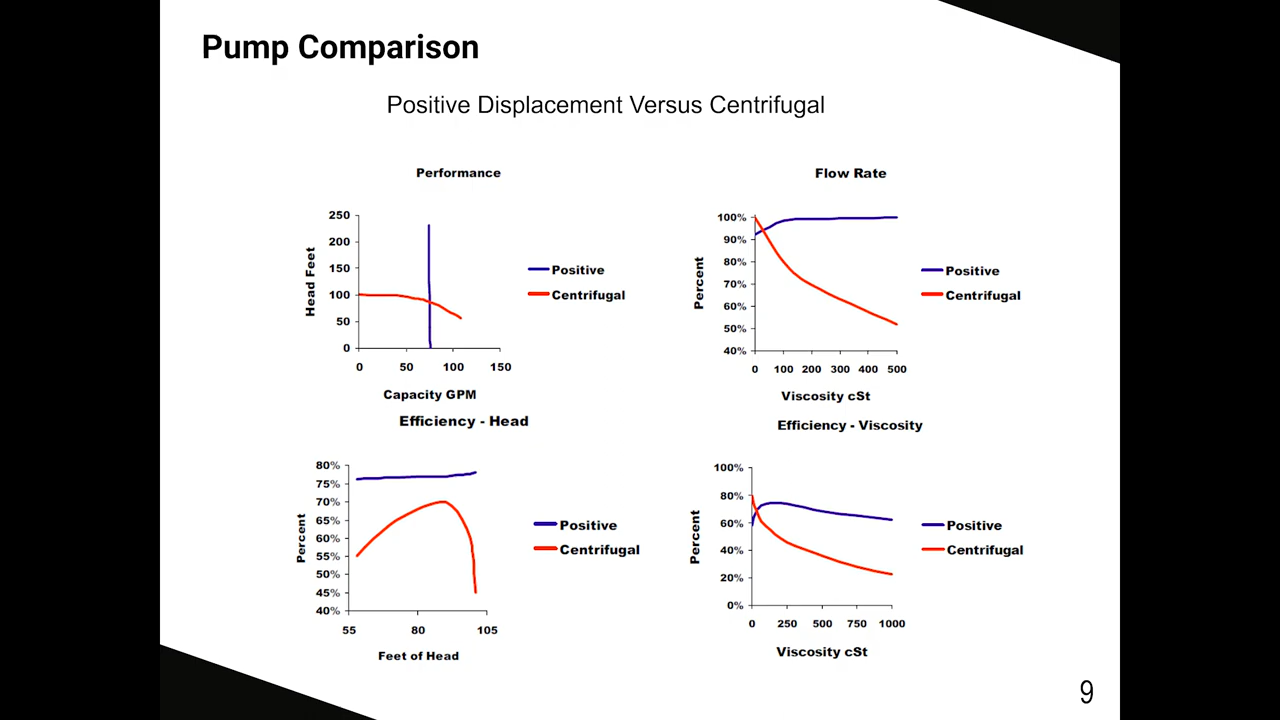 Pump Comparison
Positive Displacement Versus Centrifugal
Performance
250
200
150
100
50
0
Head Feet
0 50 100 150
Capacity GPM
Positive
Centrifugal
Flow Rate
100%
90%
80%
70%
60%
50%
40%
Percent
0 100 200 300 400 500
Viscosity cSt
Positive
Centrifugal
Efficiency - Head
80%
75%
70%
65%
60%
55%
50%
45%
40%
Percent
55 80 105
Feet of Head
Positive
Centrifugal
Efficiency - Viscosity
100%
80%
60%
40%
20%
0%
Percent
0 250 500 750 1000
Viscosity cSt
Positive
Centrifugal
9